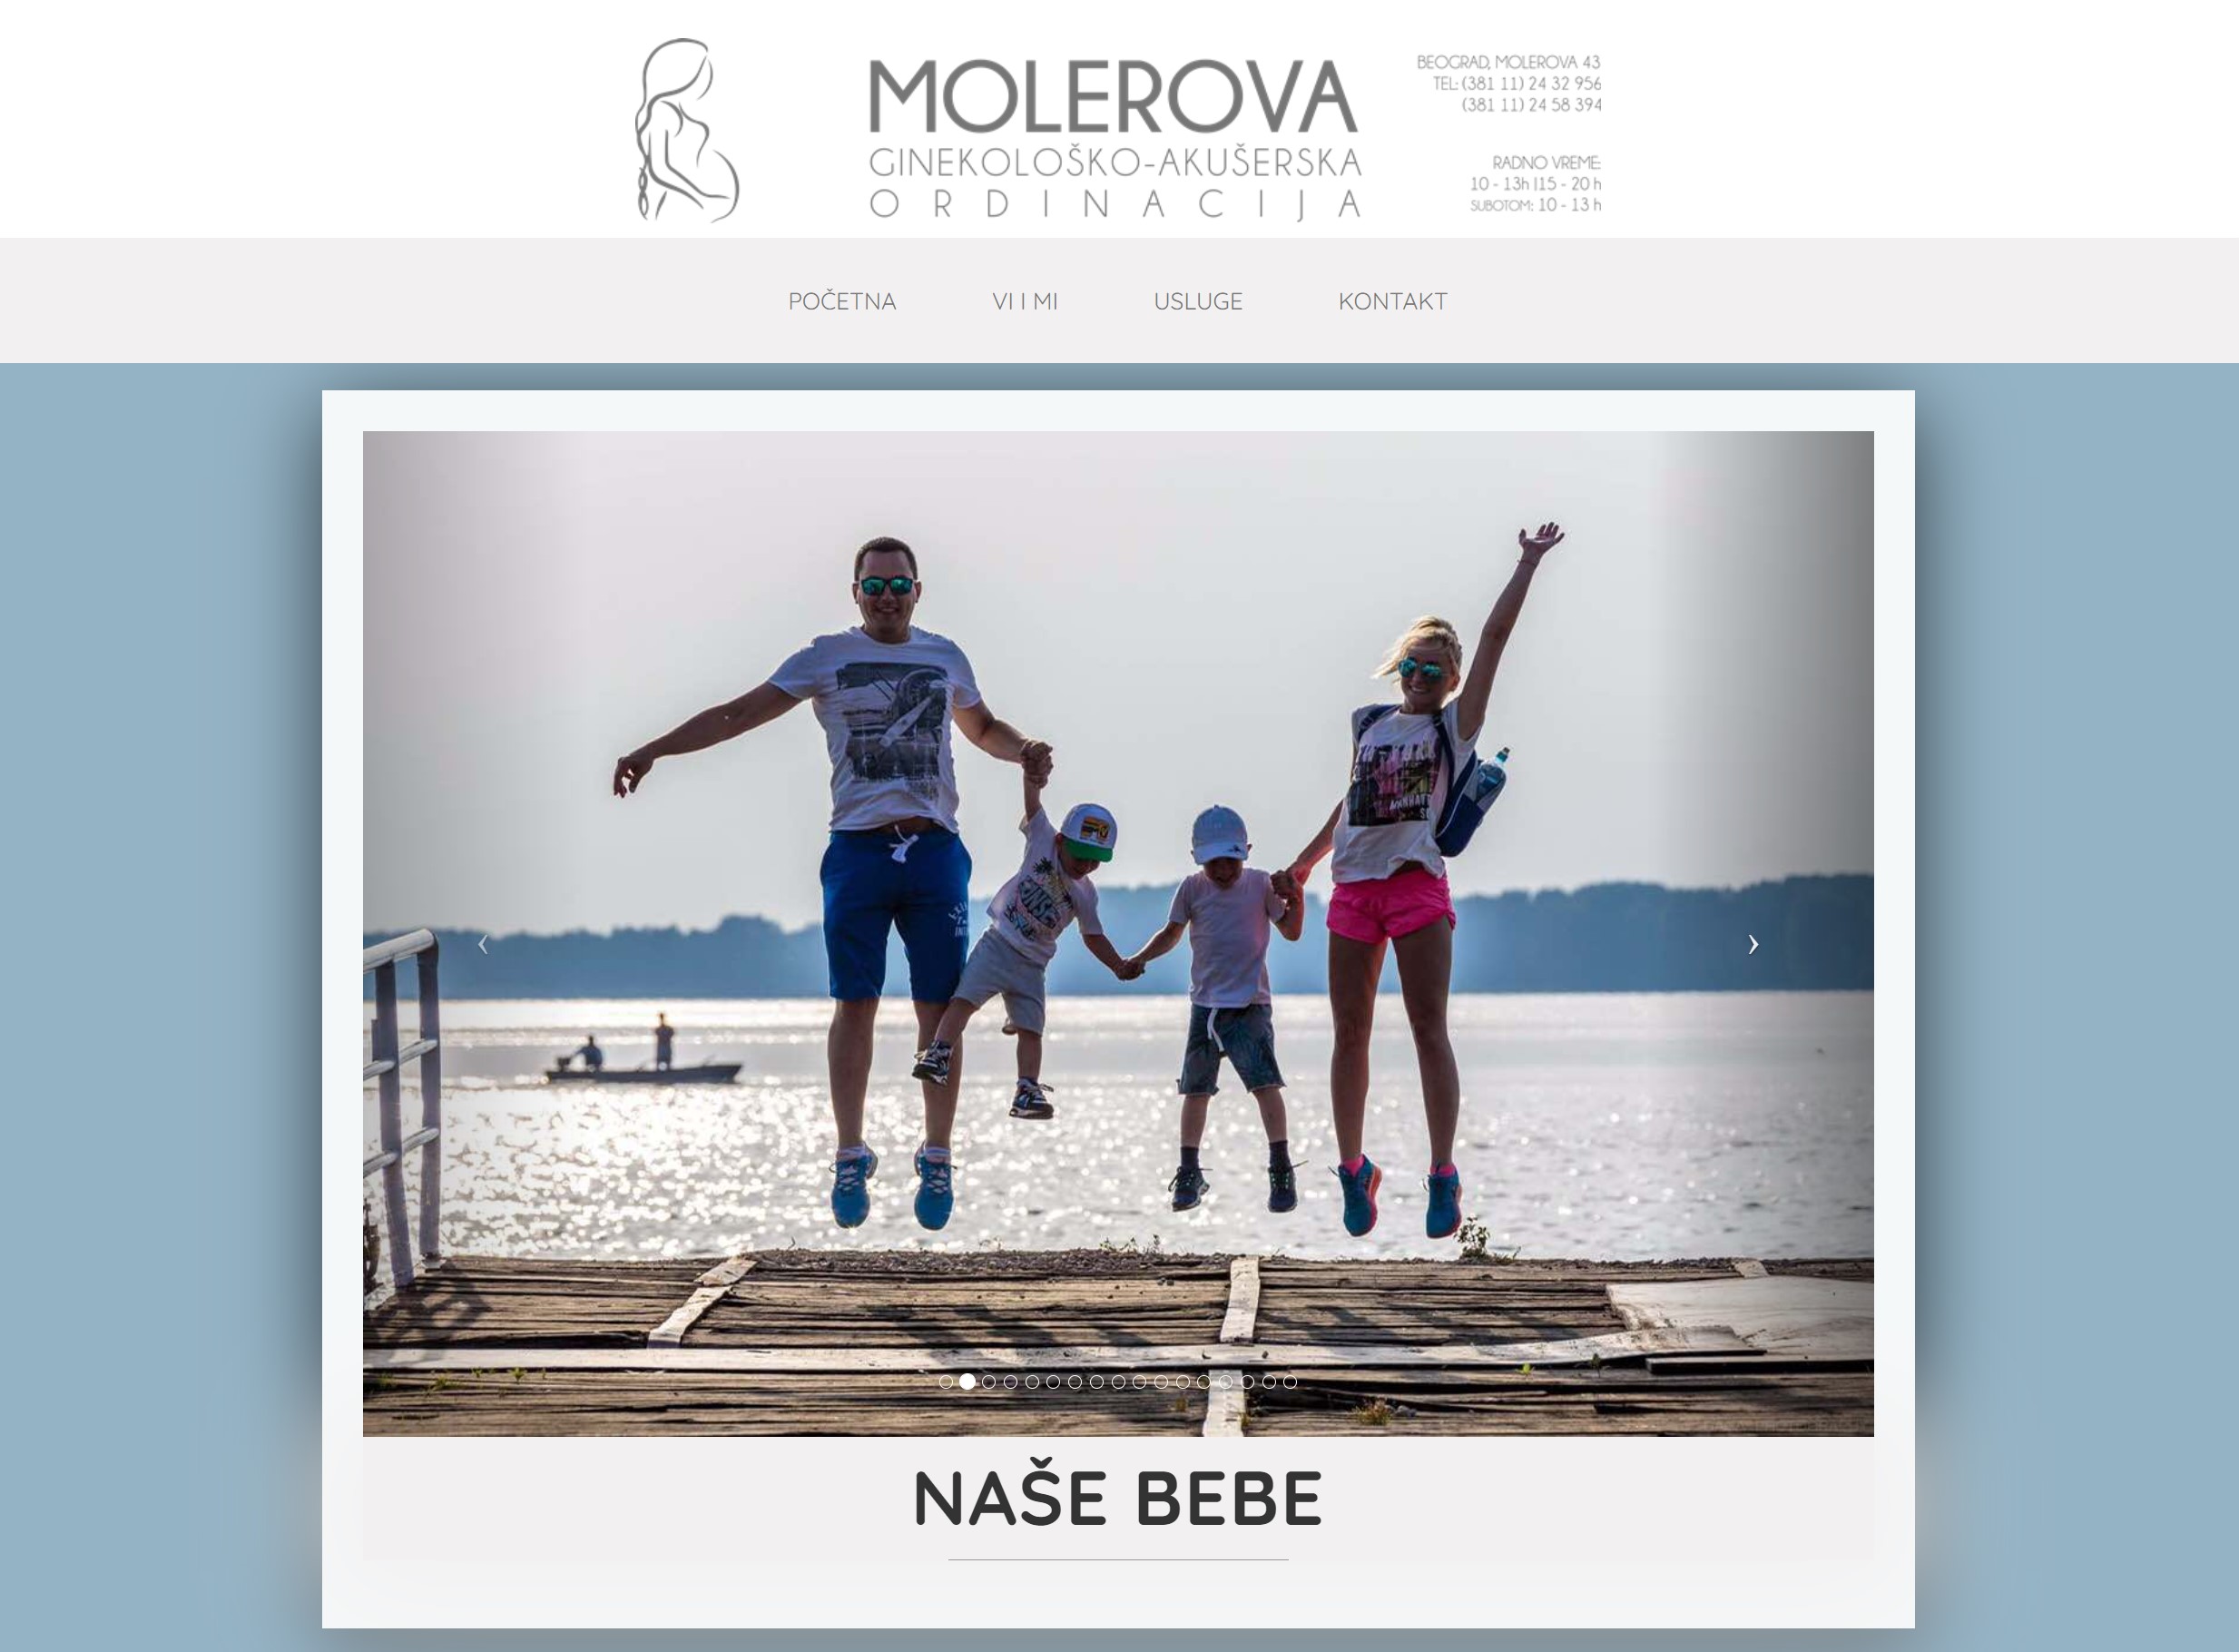 MOLEROVA
GINEKOLOŠKO-AKUŠERSKA
ORDINACIJA
BEOGRAD, MOLEROVA 43
TEL: (381 11) 24 32 956
(381 11) 24 58 394
RADNO VREME:
10 - 13h |15 - 20 h
SUBOTOM: 10 - 13 h
POČETNA VI I MI USLUGE KONTAKT
NAŠE BEBE